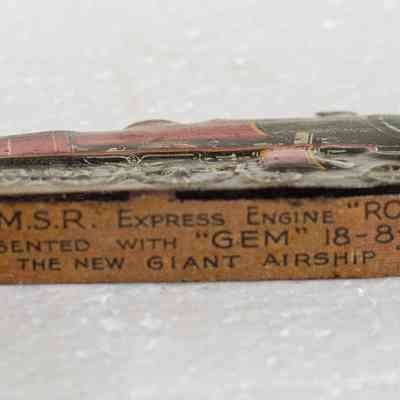 M.S.R. EXPRESS ENGINE "RO
SENTED WITH "GEM" 18-8
THE NEW GIANT AIRSHIP